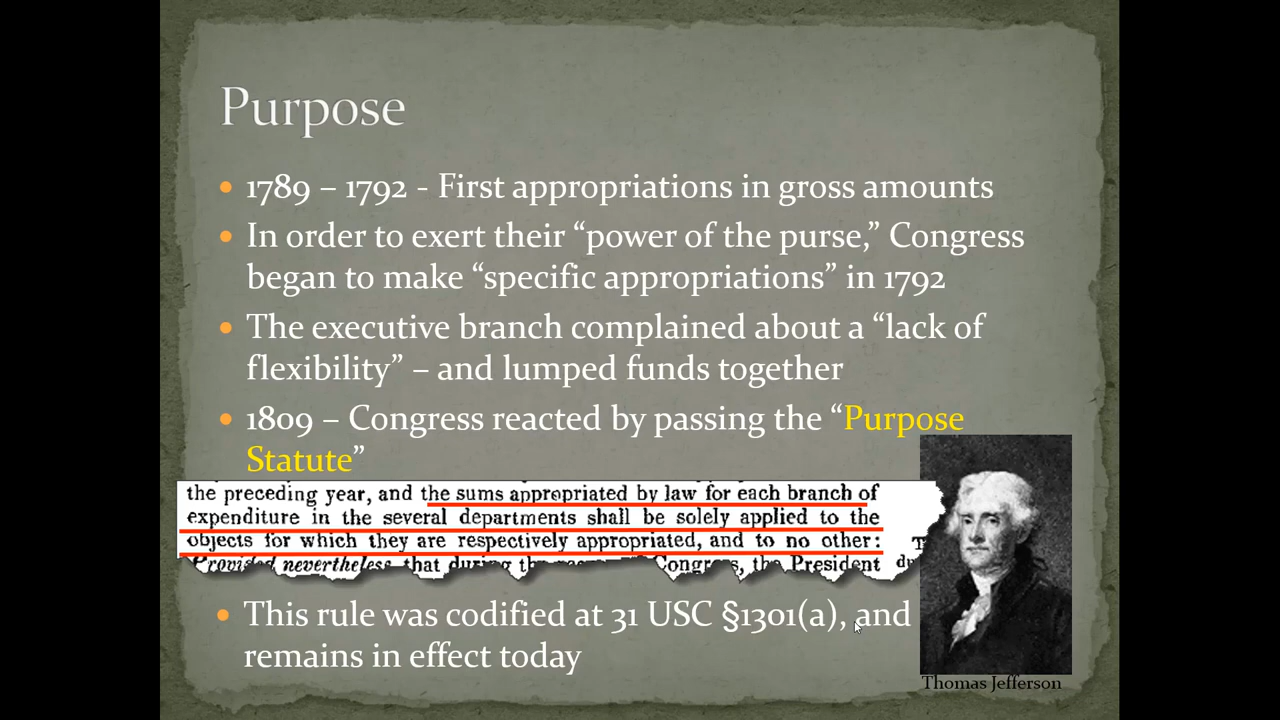 Purpose
1789 – 1792 - First appropriations in gross amounts
In order to exert their “power of the purse,” Congress
began to make “specific appropriations” in 1792
The executive branch complained about a “lack of
flexibility” – and lumped funds together
1809 – Congress reacted by passing the “Purpose
Statute”
the preceding year, and the sums appropriated by law for each branch of
expenditure in the several departments shall be solely applied to the
objects for which they are respectively appropriated, and to no other:
Provided nevertheless that during the Congress, the President
This rule was codified at 31 USC §1301(a), and
remains in effect today
Thomas Jefferson